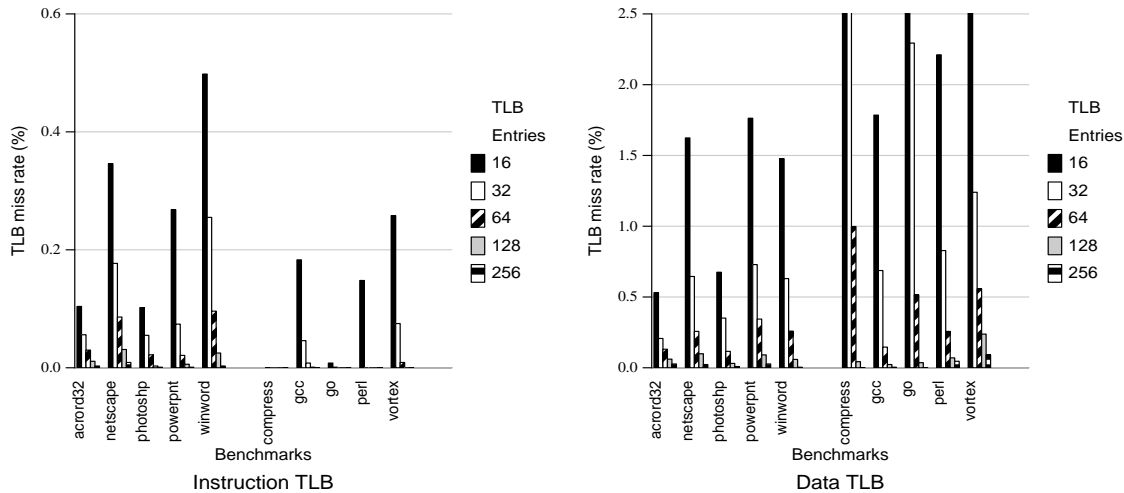 0.6
0.4
0.2
0.0
TLB miss rate (%)
acrord32
netscape
photoshp
powerpnt
winword
compress
gcc
go
perl
vortex
Benchmarks
Instruction TLB
TLB
Entries
16
32
64
128
256
2.5
2.0
1.5
1.0
0.5
0.0
TLB miss rate (%)
acrord32
netscape
photoshp
powerpnt
winword
compress
gcc
go
perl
vortex
Benchmarks
Data TLB
TLB
Entries
16
32
64
128
256